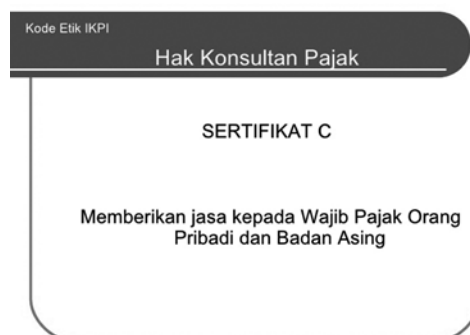 Kode Etik IKPI
Hak Konsultan Pajak
SERTIFIKAT C
Memberikan jasa kepada Wajib Pajak Orang
Pribadi dan Badan Asing